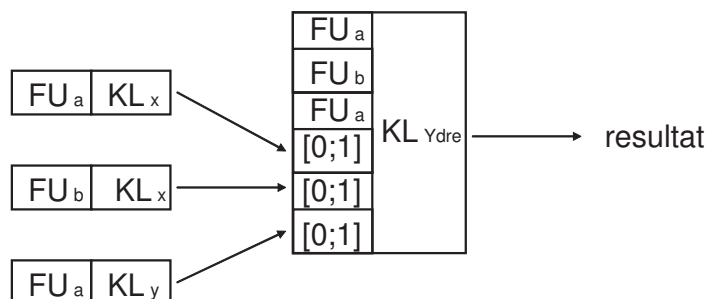 FU a KL x
FU b KL x
FU a KL y
FU a
FU b
FU a
[0;1]
[0;1]
[0;1]
KL Ydre
resultat